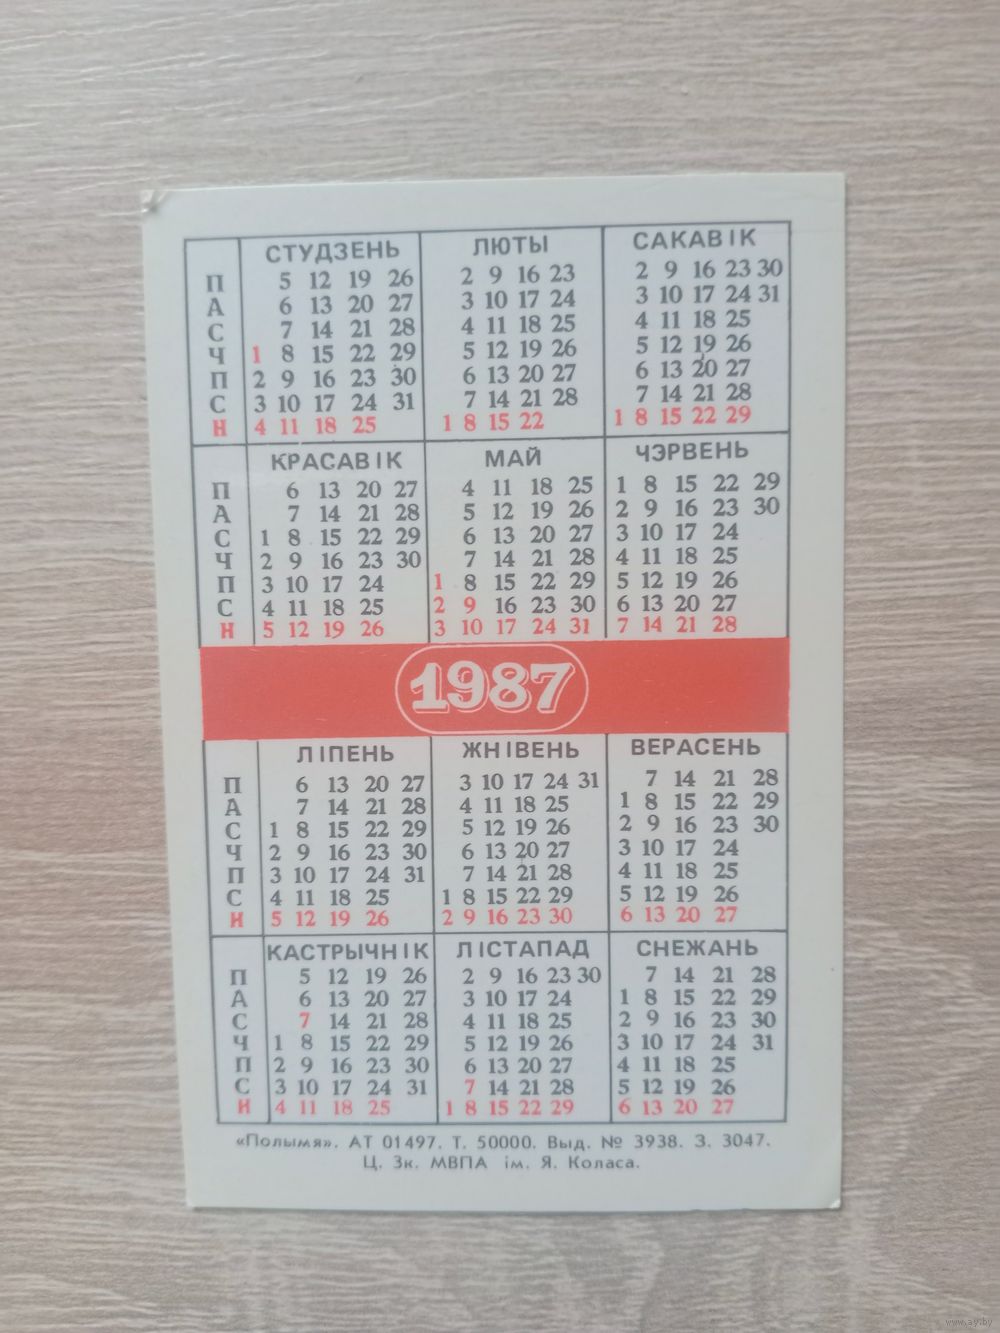 СТУДЗЕНЬ ЛЮТЫ САКАВІК
П 5 12 19 26 2 9 16 23 2 9 16 23 30
А 6 13 20 27 3 10 17 24 3 10 17 24 31
С 7 14 21 28 4 11 18 25 4 11 18 25
Ч 1 8 15 22 29 5 12 19 26 5 12 19 26
П 2 9 16 23 30 6 13 20 27 6 13 20 27
С 3 10 17 24 31 7 14 21 28 7 14 21 28
Н 4 11 18 25 1 8 15 22 1 8 15 22 29
КРАСАВІК МАЙ ЧЭРВЕНЬ
П 6 13 20 27 4 11 18 25 1 8 15 22 29
А 7 14 21 28 5 12 19 26 2 9 16 23 30
С 1 8 15 22 29 6 13 20 27 3 10 17 24
Ч 2 9 16 23 30 7 14 21 28 4 11 18 25
П 3 10 17 24 1 8 15 22 29 5 12 19 26
С 4 11 18 25 2 9 16 23 30 6 13 20 27
Н 5 12 19 26 3 10 17 24 31 7 14 21 28
1987
ЛІПЕНЬ ЖНІВЕНЬ ВЕРАСЕНЬ
П 6 13 20 27 3 10 17 24 31 7 14 21 28
А 7 14 21 28 4 11 18 25 1 8 15 22 29
С 1 8 15 22 29 5 12 19 26 2 9 16 23 30
Ч 2 9 16 23 30 6 13 20 27 3 10 17 24
П 3 10 17 24 31 7 14 21 28 4 11 18 25
С 4 11 18 25 1 8 15 22 29 5 12 19 26
Н 5 12 19 26 2 9 16 23 30 6 13 20 27
КАСТРЫЧНІК ЛІСТАПАД СНЕЖАНЬ
П 5 12 19 26 2 9 16 23 30 7 14 21 28
А 6 13 20 27 3 10 17 24 1 8 15 22 29
С 7 14 21 28 4 11 18 25 2 9 16 23 30
Ч 1 8 15 22 29 5 12 19 26 3 10 17 24 31
П 2 9 16 23 30 6 13 20 27 4 11 18 25
С 3 10 17 24 31 7 14 21 28 5 12 19 26
Н 4 11 18 25 1 8 15 22 29 6 13 20 27
«Полымя». АТ 01497. Т. 50000. Выд. № 3938. З. 3047.
Ц. 3к. МВПА ім. Я. Коласа.
www.ay.by